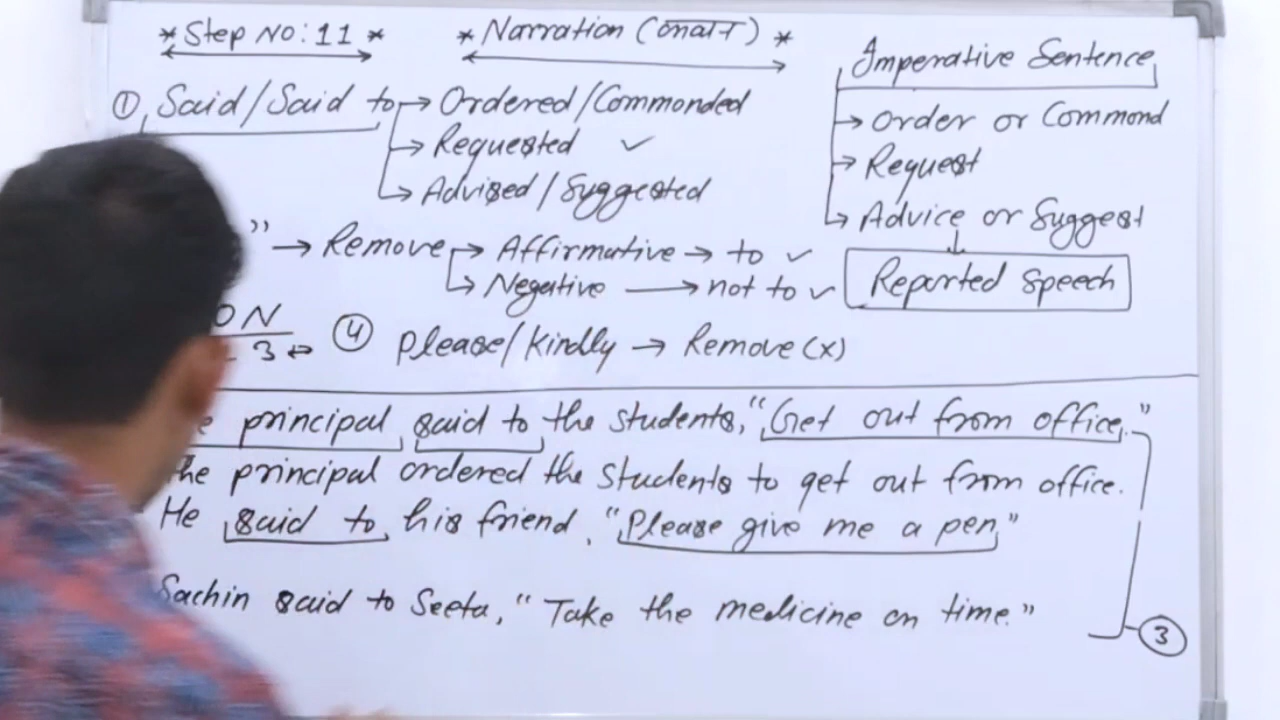 *Step No:11*
*Narration (कथन) *
Imperative Sentence
① Said/Said to → Ordered/Commonded
→ Requested ✓
→ Advised/Suggested
→ Order or Commond
→ Request
→ Advice or Suggest
Reported speech
” → Remove → Affirmative → to ✓
→ Negative → not to ✓
ON
3 ↔ ④ please/kindly → Remove (x)
principal said to the students, “Get out from office.”
The principal ordered the students to get out from office.
He said to his friend, “Please give me a pen”
Sachin said to Seeta, “Take the medicine on time.”
③